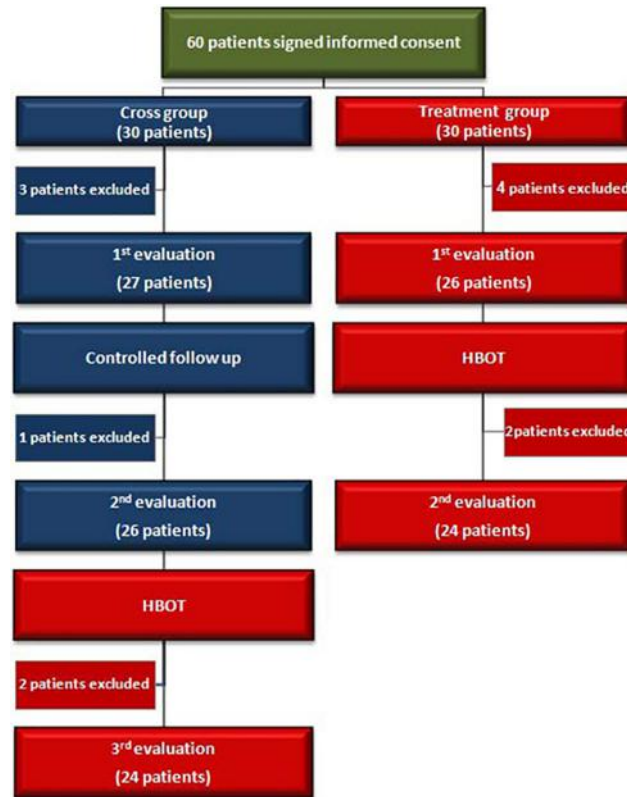 60 patients signed informed consent
Cross group
(30 patients)
Treatment group
(30 patients)
3 patients excluded
4 patients excluded
1st evaluation
(27 patients)
1st evaluation
(26 patients)
Controlled follow up
HBOT
1 patients excluded
2patients excluded
2nd evaluation
(26 patients)
2nd evaluation
(24 patients)
HBOT
2 patients excluded
3rd evaluation
(24 patients)